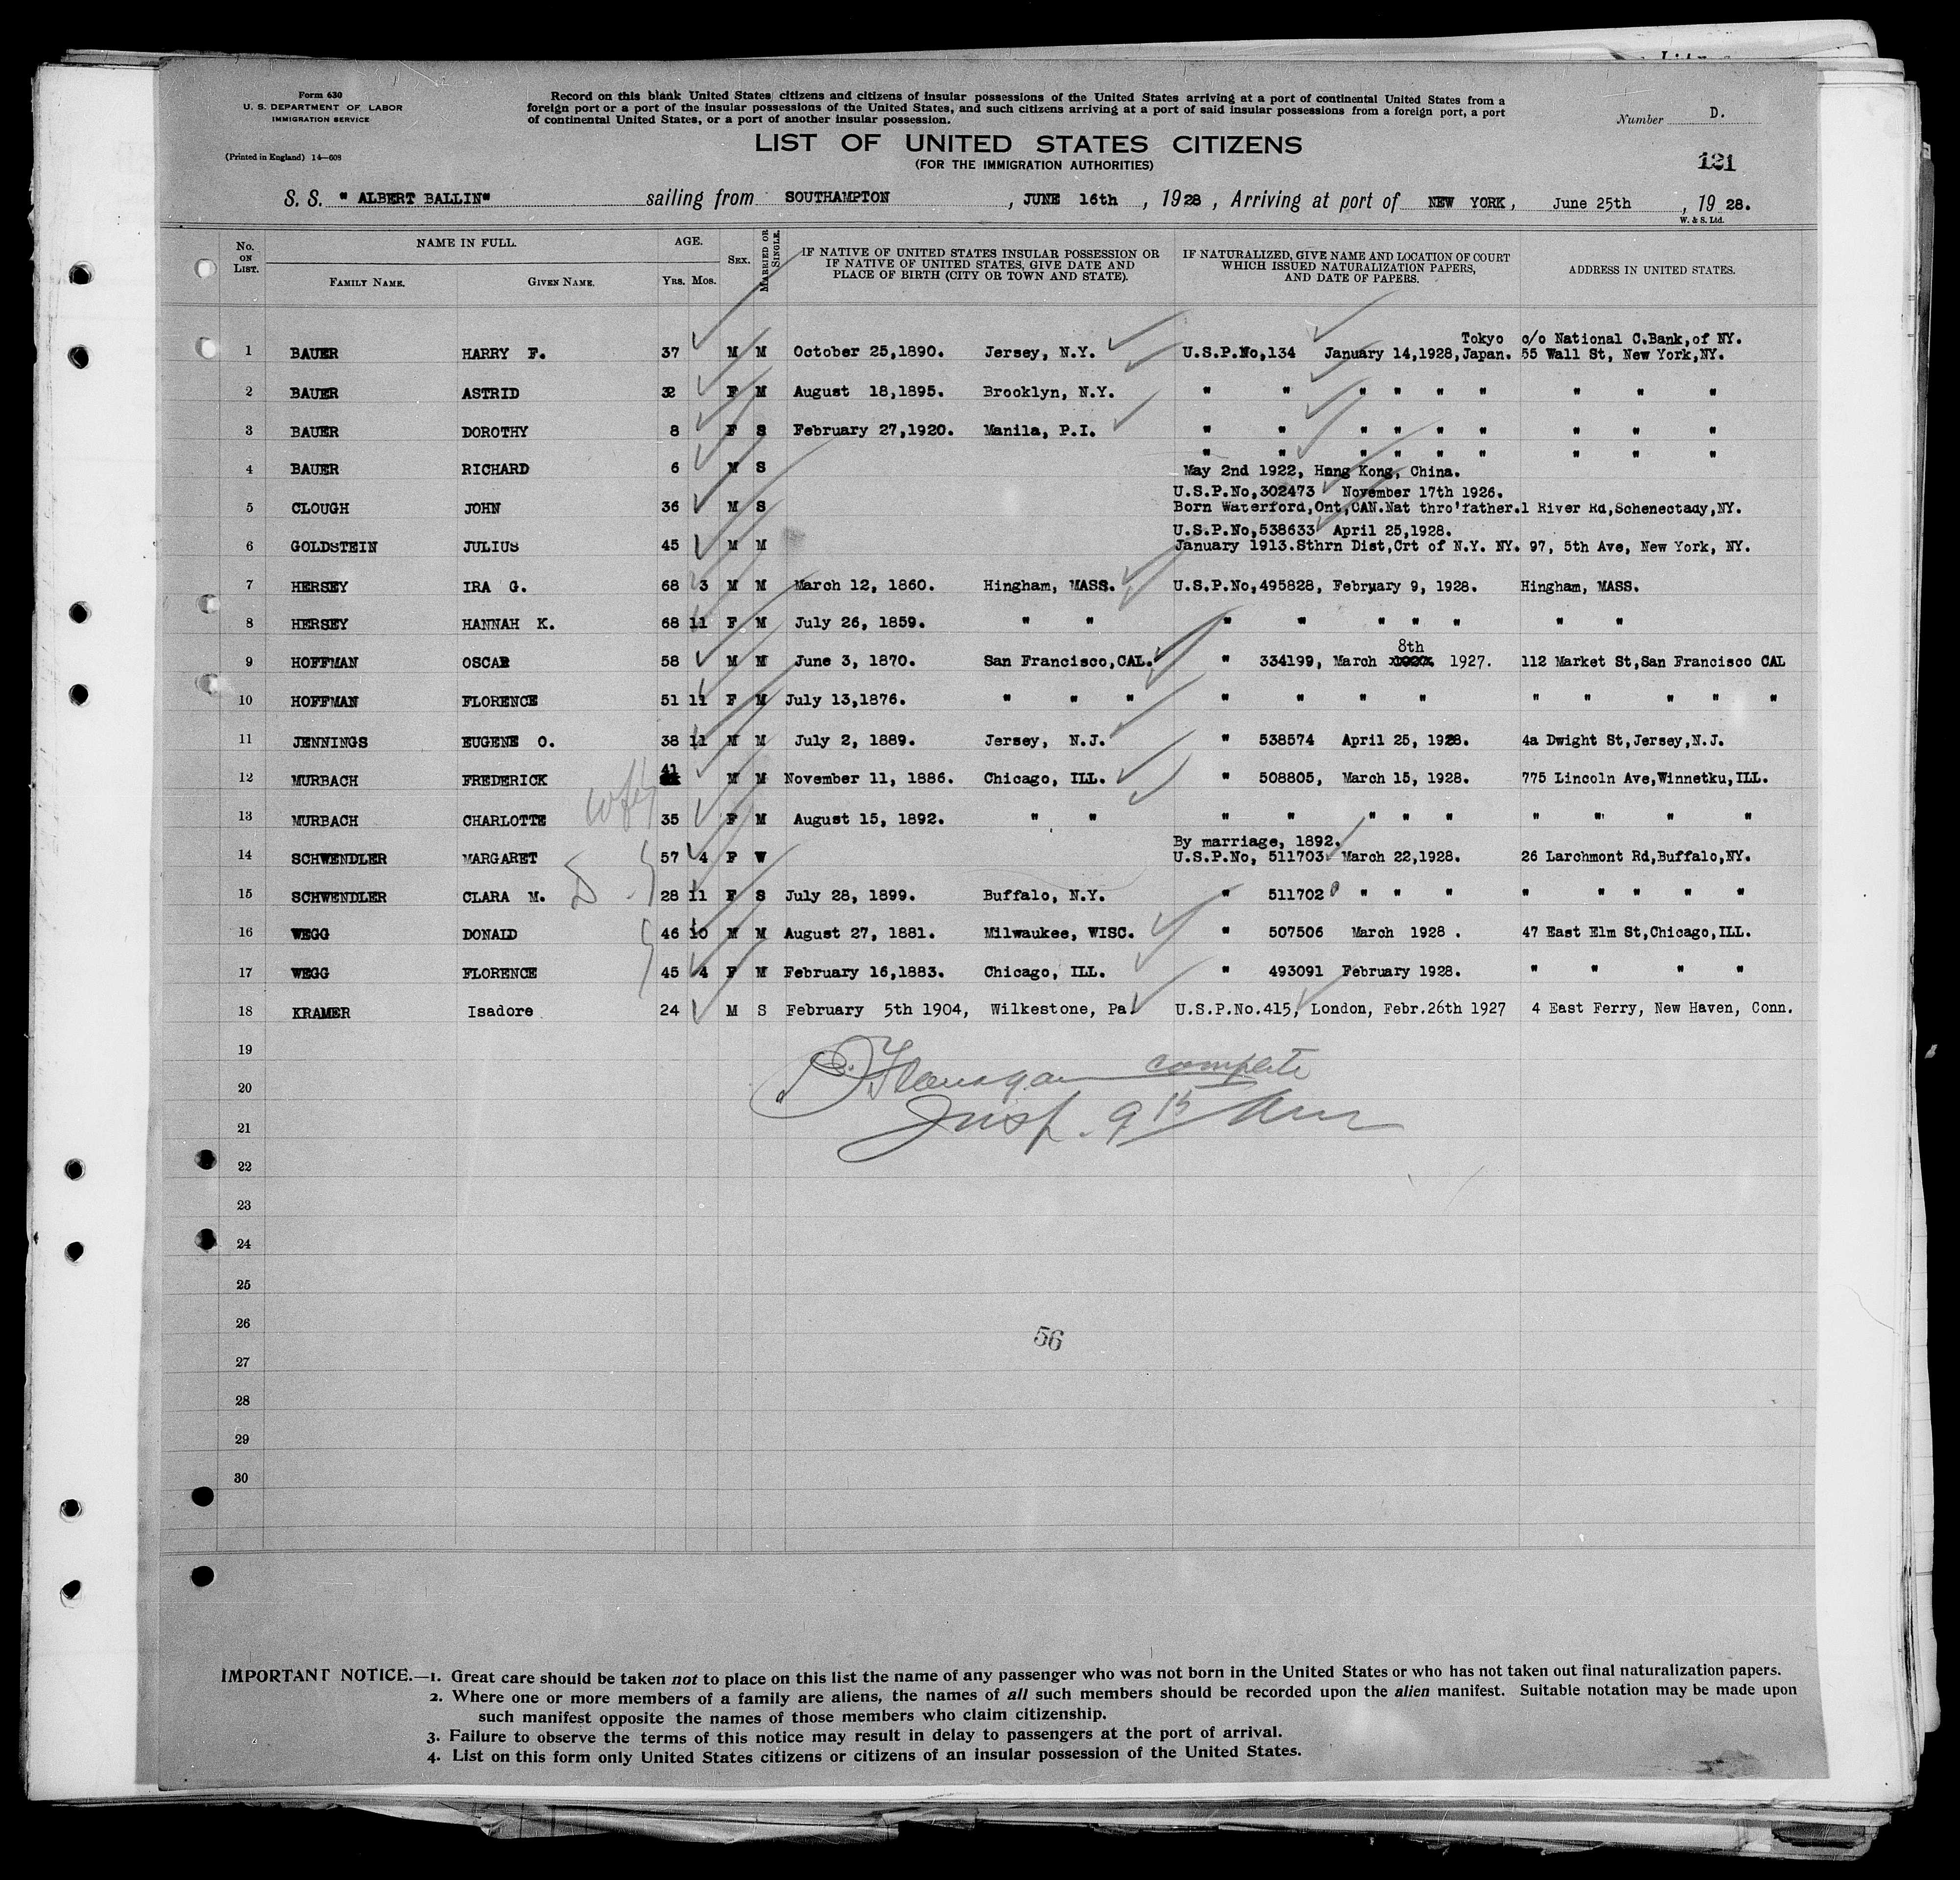 Form 630
U. S. DEPARTMENT OF LABOR
IMMIGRATION SERVICE
(Printed in England) 14—608
Record on this blank United States citizens and citizens of insular possessions of the United States arriving at a port of continental United States from a
foreign port or a port of the insular possessions of the United States, and such citizens arriving at a port of said insular possessions from a foreign port, a port
of continental United States, or a port of another insular possession.
Number D.
LIST OF UNITED STATES CITIZENS
(FOR THE IMMIGRATION AUTHORITIES)
121
S. S. " ALBERT BALLIN" sailing from SOUTHAMPTON , JUNE 16th , 1928 , Arriving at port of NEW YORK, June 25th , 19 28.
W. & S. Ltd.
No. ON LIST. NAME IN FULL. FAMILY NAME. GIVEN NAME. AGE. YRS. MOS. SEX. MARRIED OR SINGLE. IF NATIVE OF UNITED STATES INSULAR POSSESSION OR IF NATIVE OF UNITED STATES, GIVE DATE AND PLACE OF BIRTH (CITY OR TOWN AND STATE). IF NATURALIZED, GIVE NAME AND LOCATION OF COURT WHICH ISSUED NATURALIZATION PAPERS, AND DATE OF PAPERS. ADDRESS IN UNITED STATES.
Tokyo c/o National C.Bank,of NY.
1 BAUER HARRY F. 37 M M October 25,1890. Jersey, N.Y. U.S.P.No,134 January 14,1928,Japan. 55 Wall St, New York,NY.
2 BAUER ASTRID 32 F M August 18,1895. Brooklyn, N.Y. " " " " " " " " "
3 BAUER DOROTHY 8 F S February 27,1920. Manila, P.I. " " " " " " " " "
" " " " " " " " "
4 BAUER RICHARD 6 M S May 2nd 1922, Hong Kong, China.
U.S.P.No,302473 November 17th 1926.
5 CLOUGH JOHN 36 M S Born Waterford,Ont,CAN.Nat thro'father.1 River Rd,Schenectady,NY.
U.S.P.No,538633 April 25,1928.
6 GOLDSTEIN JULIUS 45 M M January 1913.Sthrn Dist,Crt of N.Y. NY. 97, 5th Ave, New York, NY.
7 HERSEY IRA G. 68 3 M M March 12, 1860. Hingham, MASS. U.S.P.No,495828, February 9, 1928. Hingham, MASS.
8 HERSEY HANNAH K. 68 11 F M July 26, 1859. " " " " " " " " "
8th
9 HOFFMAN OSCAR 58 M M June 3, 1870. San Francisco,CAL. " 334199, March 1927. 112 Market St,San Francisco CAL
10 HOFFMAN FLORENCE 51 11 F M July 13,1876. " " " " " " " " " " " "
11 JENNINGS EUGENE O. 38 11 M M July 2, 1889. Jersey, N.J. " 538574 April 25, 1928. 4a Dwight St,Jersey,N.J.
12 MURBACH FREDERICK 41 M M November 11, 1886. Chicago, ILL. " 508805, March 15, 1928. 775 Lincoln Ave,Winnetku,ILL.
13 MURBACH CHARLOTTE 35 F M August 15, 1892. " " " " " " " " " " "
By marriage, 1892.
14 SCHWENDLER MARGARET 57 4 F W U.S.P.No, 511703 March 22,1928. 26 Larchmont Rd,Buffalo,NY.
15 SCHWENDLER CLARA M. 28 11 F S July 28, 1899. Buffalo, N.Y. " 511702 " " " " " " " "
16 WEGG DONALD 46 10 M M August 27, 1881. Milwaukee, WISC. " 507506 March 1928 . 47 East Elm St,Chicago,ILL.
17 WEGG FLORENCE 45 4 F M February 16,1883. Chicago, ILL. " 493091 February 1928. " " " "
18 KRAMER Isadore 24 M S February 5th 1904, Wilkestone, Pa. U.S.P.No.415, London, Febr.26th 1927 4 East Ferry, New Haven, Conn.
19
O'Flanagan complete
20
Insp.
21
22
23
24
25
26
56
27
28
29
30
IMPORTANT NOTICE.—1. Great care should be taken not to place on this list the name of any passenger who was not born in the United States or who has not taken out final naturalization papers.
2. Where one or more members of a family are aliens, the names of all such members should be recorded upon the alien manifest. Suitable notation may be made upon
such manifest opposite the names of those members who claim citizenship.
3. Failure to observe the terms of this notice may result in delay to passengers at the port of arrival.
4. List on this form only United States citizens or citizens of an insular possession of the United States.